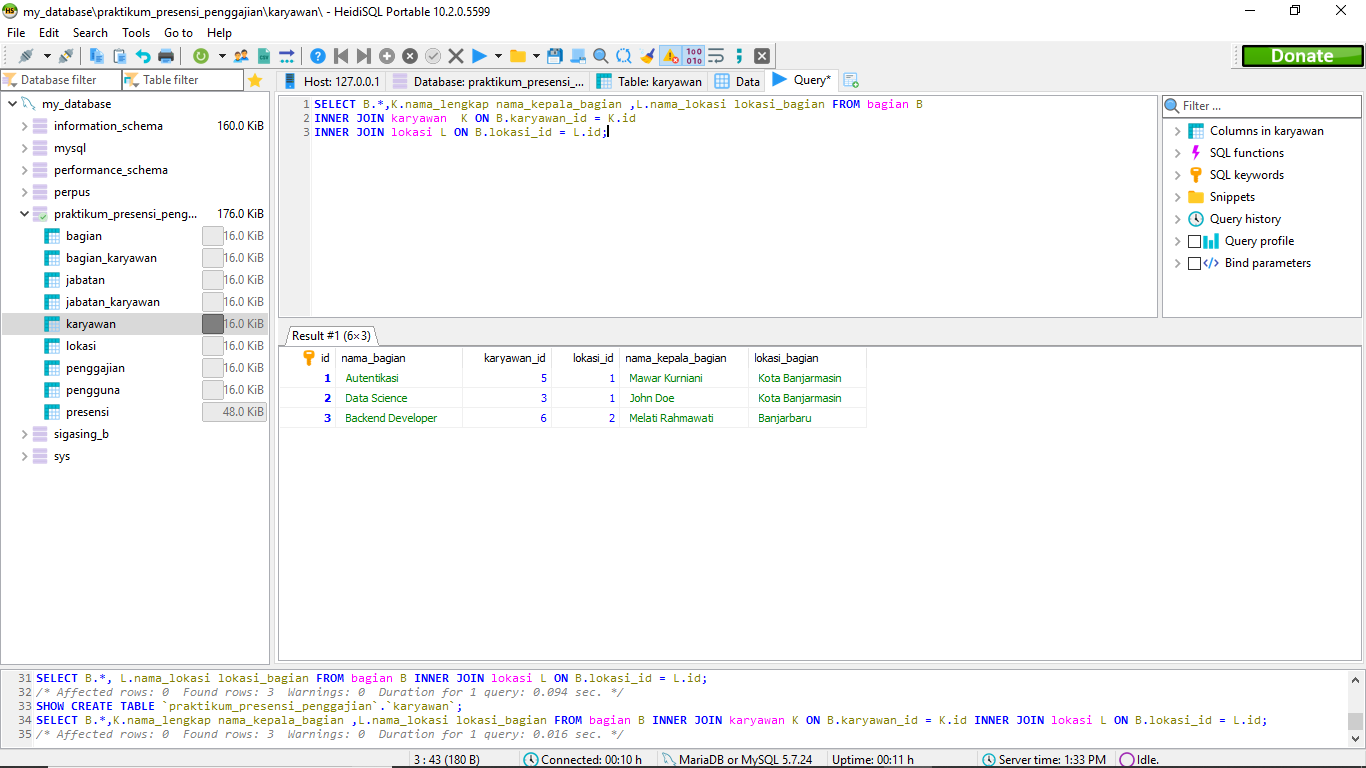 my_database\praktikum_presensi_penggajian\karyawan\ - HeidiSQL Portable 10.2.0.5599
File Edit Search Tools Go to Help
Donate
Database filter Table filter
Host: 127.0.0.1 Database: praktikum_presensi_... Table: karyawan Data Query*
my_database
information_schema 160.0 KiB
mysql
performance_schema
perpus
praktikum_presensi_peng... 176.0 KiB
bagian 16.0 KiB
bagian_karyawan 16.0 KiB
jabatan 16.0 KiB
jabatan_karyawan 16.0 KiB
karyawan 16.0 KiB
lokasi 16.0 KiB
penggajian 16.0 KiB
pengguna 16.0 KiB
presensi 48.0 KiB
sigasing_b
sys
1 SELECT B.*,K.nama_lengkap nama_kepala_bagian ,L.nama_lokasi lokasi_bagian FROM bagian B
2 INNER JOIN karyawan  K ON B.karyawan_id = K.id
3 INNER JOIN lokasi L ON B.lokasi_id = L.id;
Filter ...
Columns in karyawan
SQL functions
SQL keywords
Snippets
Query history
Query profile
Bind parameters
Result #1 (6×3)
id nama_bagian karyawan_id lokasi_id nama_kepala_bagian lokasi_bagian
1 Autentikasi 5 1 Mawar Kurniani Kota Banjarmasin
2 Data Science 3 1 John Doe Kota Banjarmasin
3 Backend Developer 6 2 Melati Rahmawati Banjarbaru
31 SELECT B.*, L.nama_lokasi lokasi_bagian FROM bagian B INNER JOIN lokasi L ON B.lokasi_id = L.id;
32 /* Affected rows: 0  Found rows: 3  Warnings: 0  Duration for 1 query: 0.094 sec. */
33 SHOW CREATE TABLE `praktikum_presensi_penggajian`.`karyawan`;
34 SELECT B.*,K.nama_lengkap nama_kepala_bagian ,L.nama_lokasi lokasi_bagian FROM bagian B INNER JOIN karyawan K ON B.karyawan_id = K.id INNER JOIN lokasi L ON B.lokasi_id = L.id;
35 /* Affected rows: 0  Found rows: 3  Warnings: 0  Duration for 1 query: 0.016 sec. */
3 : 43 (180 B) Connected: 00:10 h MariaDB or MySQL 5.7.24 Uptime: 00:11 h Server time: 1:33 PM Idle.